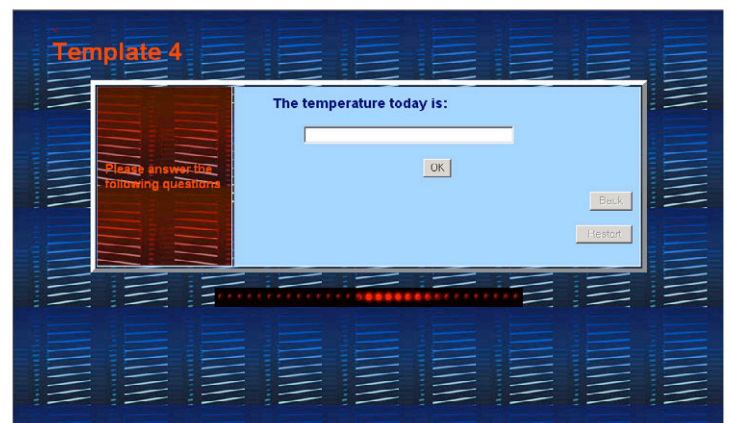 Template 4
The temperature today is:
OK
Please answer the
following questions
Back
Restart